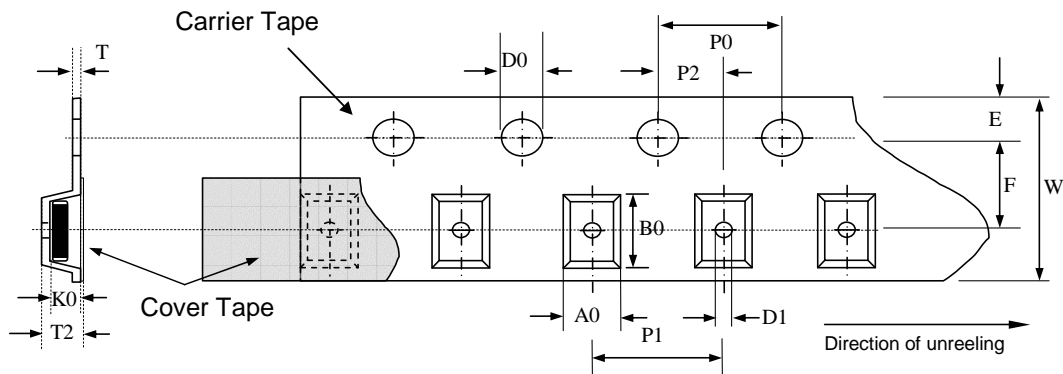 Carrier Tape
T
D0
P0
P2
E
F
W
B0
K0
Cover Tape
T2
A0
D1
P1
Direction of unreeling